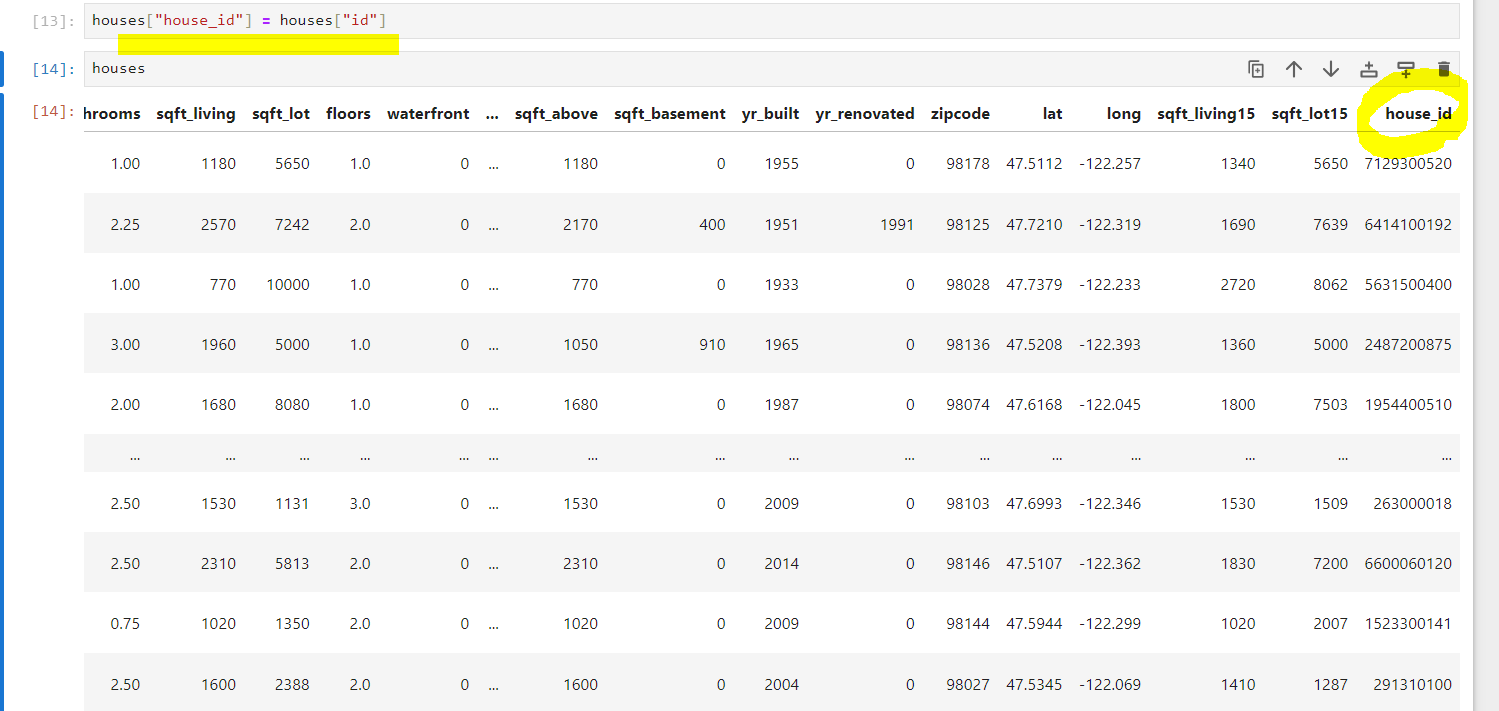 [13]: houses["house_id"] = houses["id"]
[14]: houses
[14]: hrooms sqft_living sqft_lot floors waterfront ... sqft_above sqft_basement yr_built yr_renovated zipcode lat long sqft_living15 sqft_lot15 house_id
1.00 1180 5650 1.0 0 ... 1180 0 1955 0 98178 47.5112 -122.257 1340 5650 7129300520
2.25 2570 7242 2.0 0 ... 2170 400 1951 1991 98125 47.7210 -122.319 1690 7639 6414100192
1.00 770 10000 1.0 0 ... 770 0 1933 0 98028 47.7379 -122.233 2720 8062 5631500400
3.00 1960 5000 1.0 0 ... 1050 910 1965 0 98136 47.5208 -122.393 1360 5000 2487200875
2.00 1680 8080 1.0 0 ... 1680 0 1987 0 98074 47.6168 -122.045 1800 7503 1954400510
... ... ... ... ... ... ... ... ... ... ... ... ... ... ... ...
2.50 1530 1131 3.0 0 ... 1530 0 2009 0 98103 47.6993 -122.346 1530 1509 263000018
2.50 2310 5813 2.0 0 ... 2310 0 2014 0 98146 47.5107 -122.362 1830 7200 6600060120
0.75 1020 1350 2.0 0 ... 1020 0 2009 0 98144 47.5944 -122.299 1020 2007 1523300141
2.50 1600 2388 2.0 0 ... 1600 0 2004 0 98027 47.5345 -122.069 1410 1287 291310100